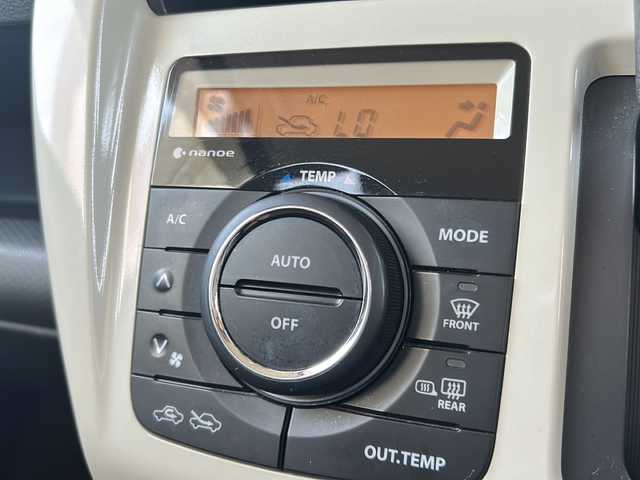 A/C
LO
nanoe
TEMP
A/C
MODE
AUTO
OFF
FRONT
REAR
OUT.TEMP